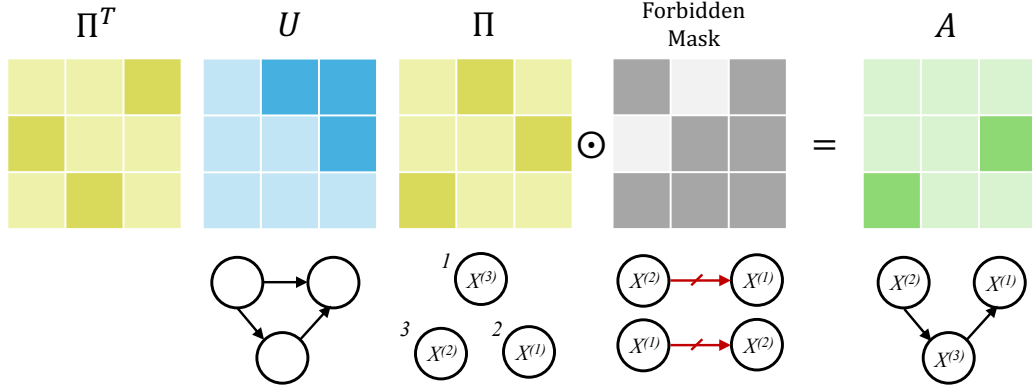 Π^T U Π Forbidden
Mask A
⊙ =
1 X^(3)
3 X^(2) 2 X^(1)
X^(2) X^(1)
X^(1) X^(2)
X^(2) X^(1)
X^(3)